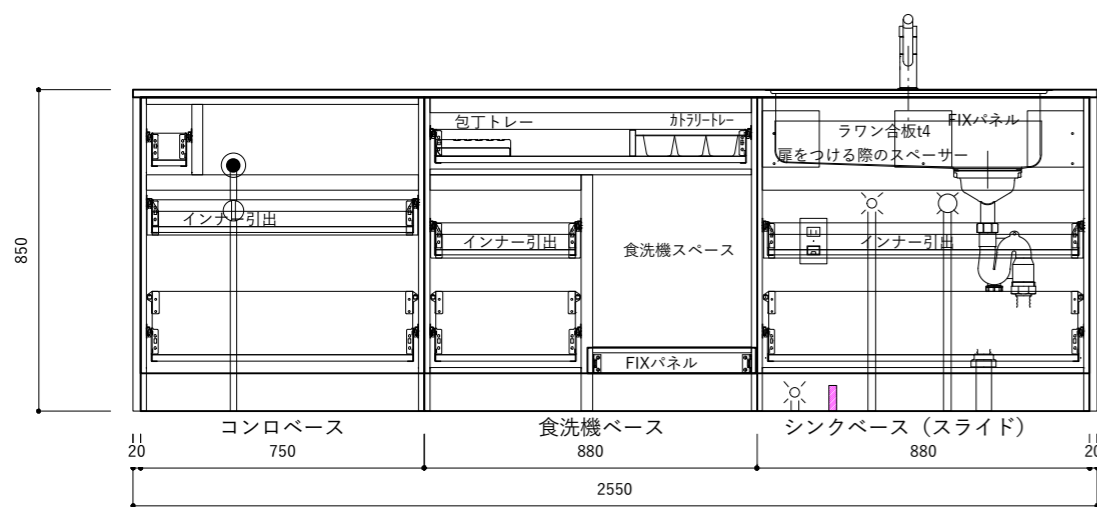 包丁トレー
ｶﾄﾗﾘｰﾄﾚｰ
FIXパネル
ラワン合板t4
扉をつける際のスペーサー
インナー引出
インナー引出
インナー引出
食洗機スペース
850
FIXパネル
コンロベース
食洗機ベース
シンクベース（スライド）
20
750
880
880
20
2550